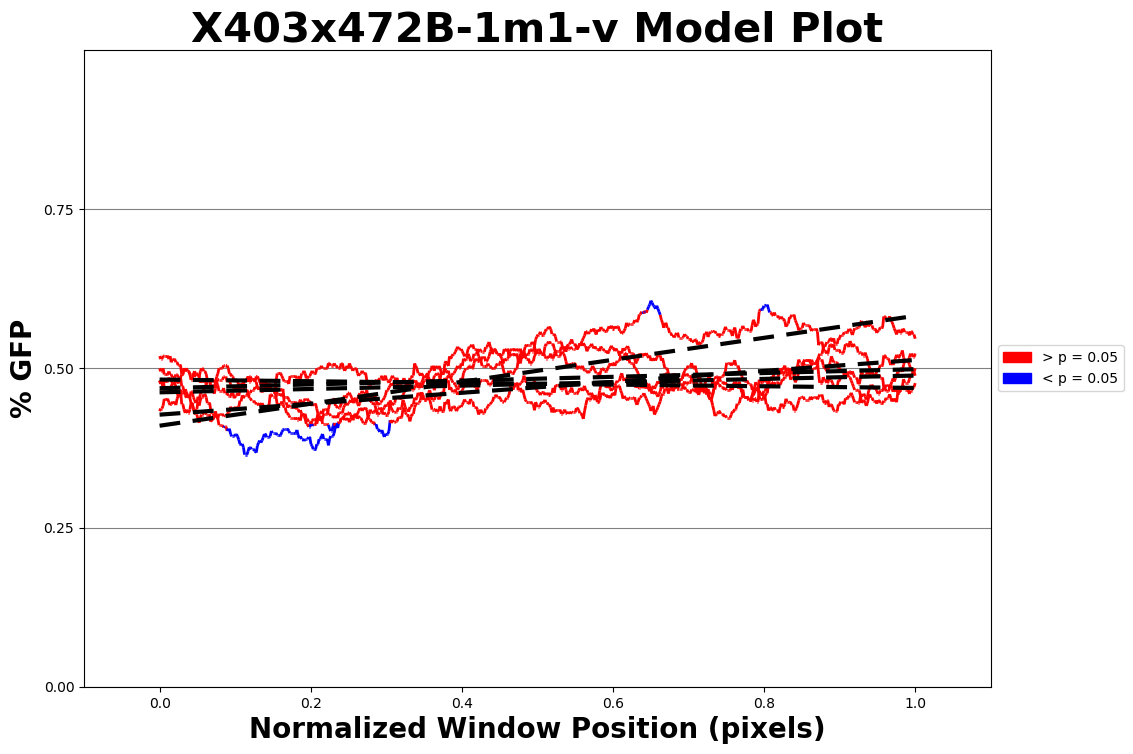 X403x472B-1m1-v Model Plot
% GFP
0.75
0.50
0.25
0.00
0.0 0.2 0.4 0.6 0.8 1.0
Normalized Window Position (pixels)
> p = 0.05
< p = 0.05